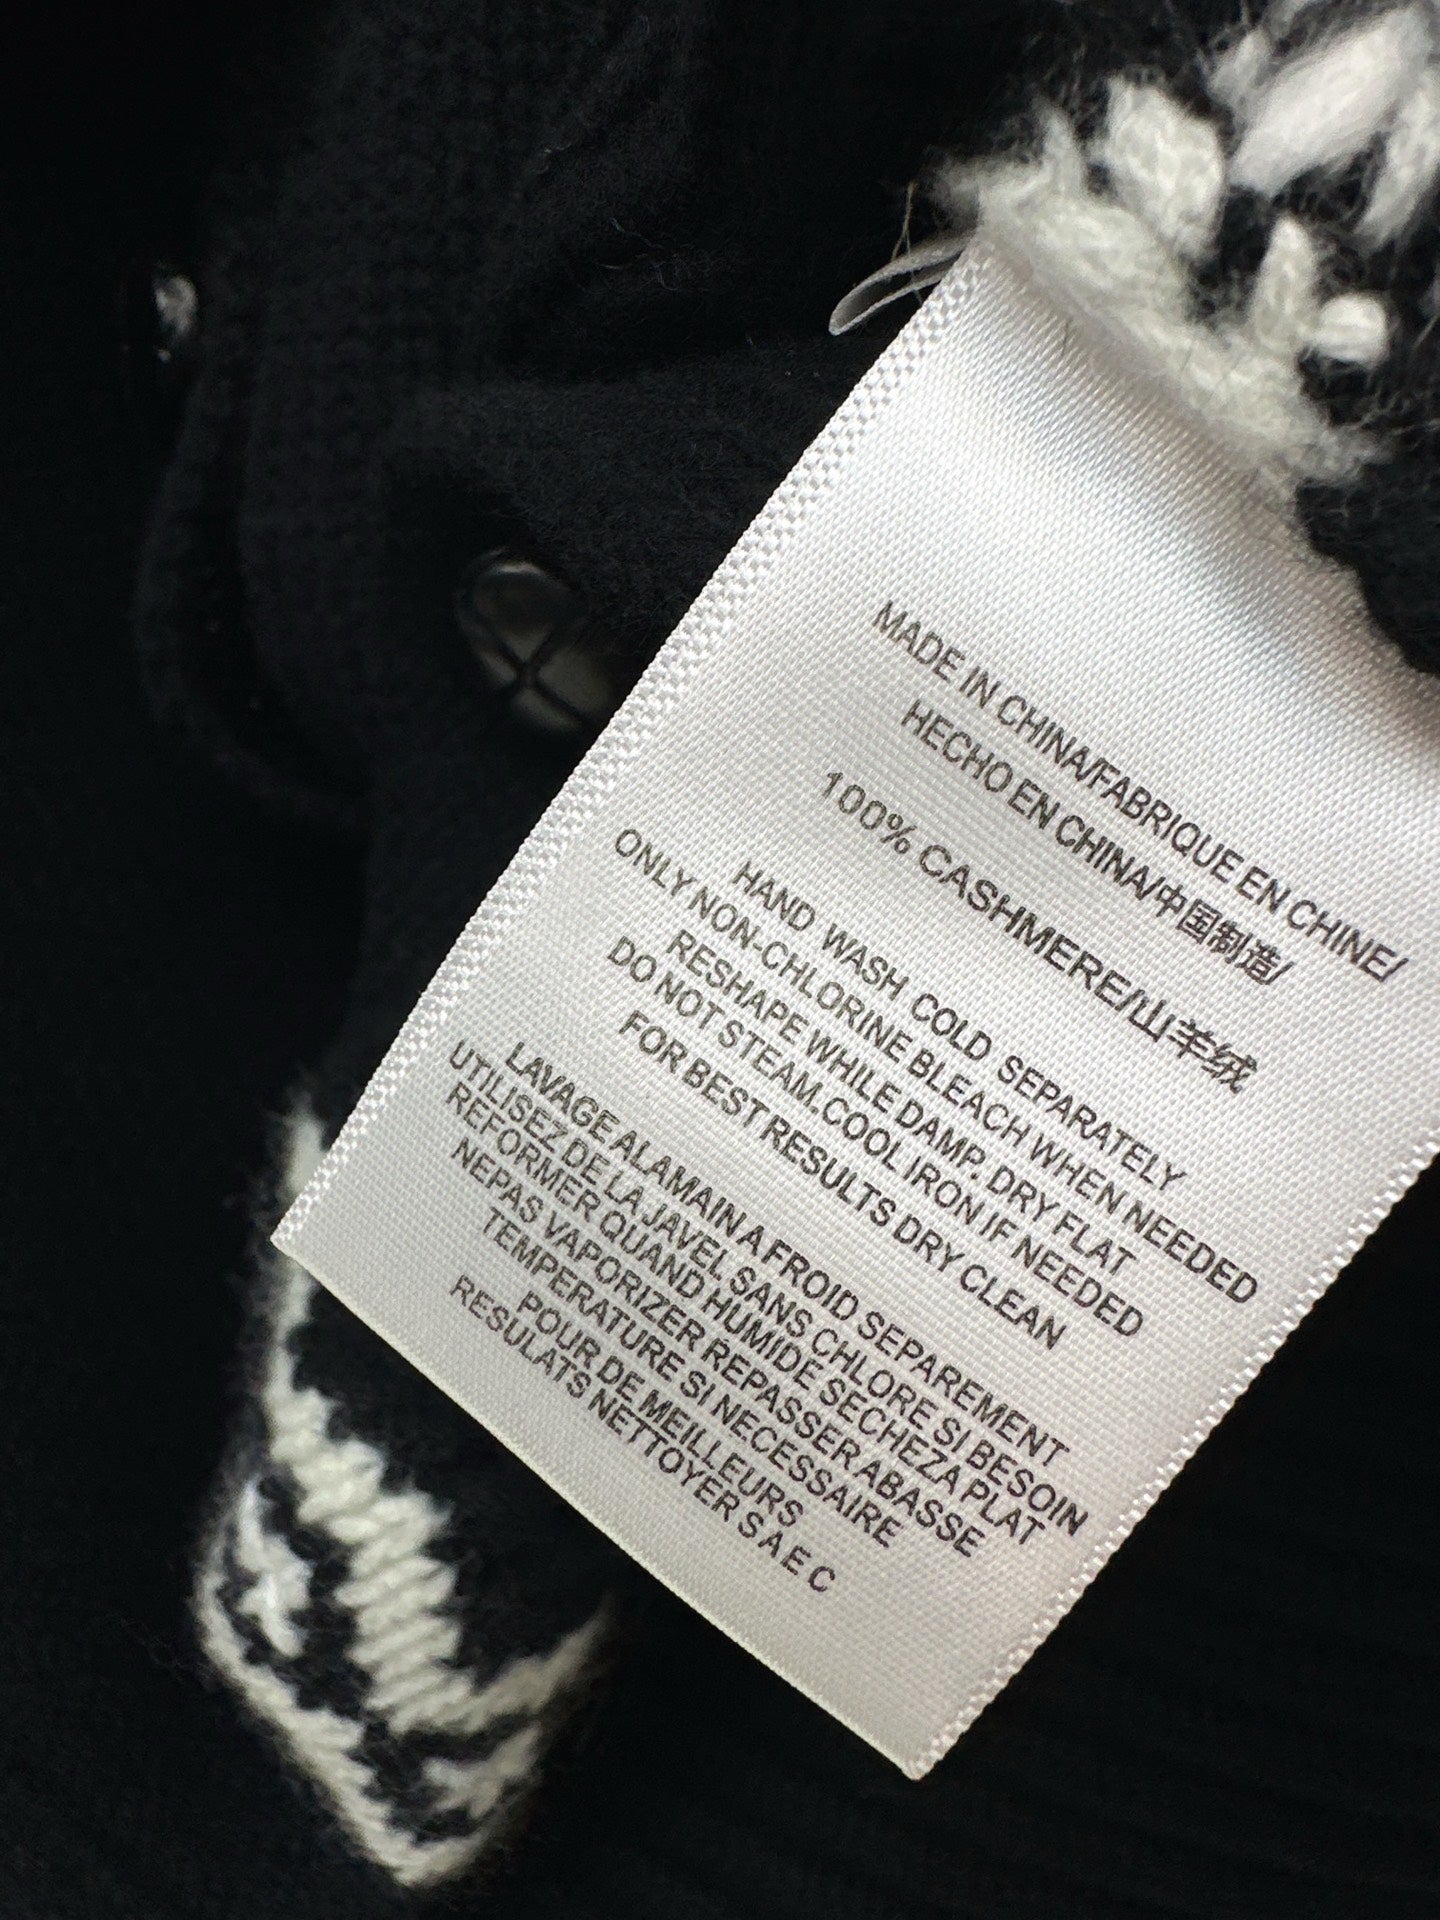 MADE IN CHINA/FABRIQUE EN CHINE/
HECHO EN CHINA/中国制造/
100% CASHMERE/山羊绒
HAND WASH COLD SEPARATELY
ONLY NON-CHLORINE BLEACH WHEN NEEDED
RESHAPE WHILE DAMP. DRY FLAT
DO NOT STEAM.COOL IRON IF NEEDED
FOR BEST RESULTS DRY CLEAN
LAVAGE ALAMAIN A FROID SEPAREMENT
UTILISEZ DE LA JAVEL SANS CHLORE SI BESOIN
REFORMER QUAND HUMIDE SECHEZA PLAT
NEPAS VAPORIZER REPASSER ABASSE
TEMPERATURE SI NECESSAIRE
POUR DE MEILLEURS
RESULATS NETTOYER S A E C